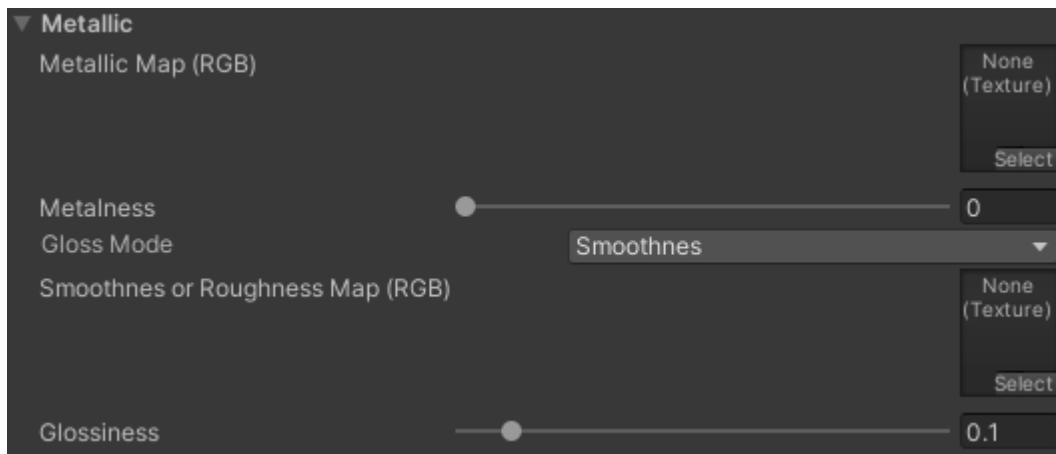 Metallic
Metallic Map (RGB)
None
(Texture)
Select
Metalness 0
Gloss Mode Smoothnes
Smoothnes or Roughness Map (RGB)
None
(Texture)
Select
Glossiness 0.1